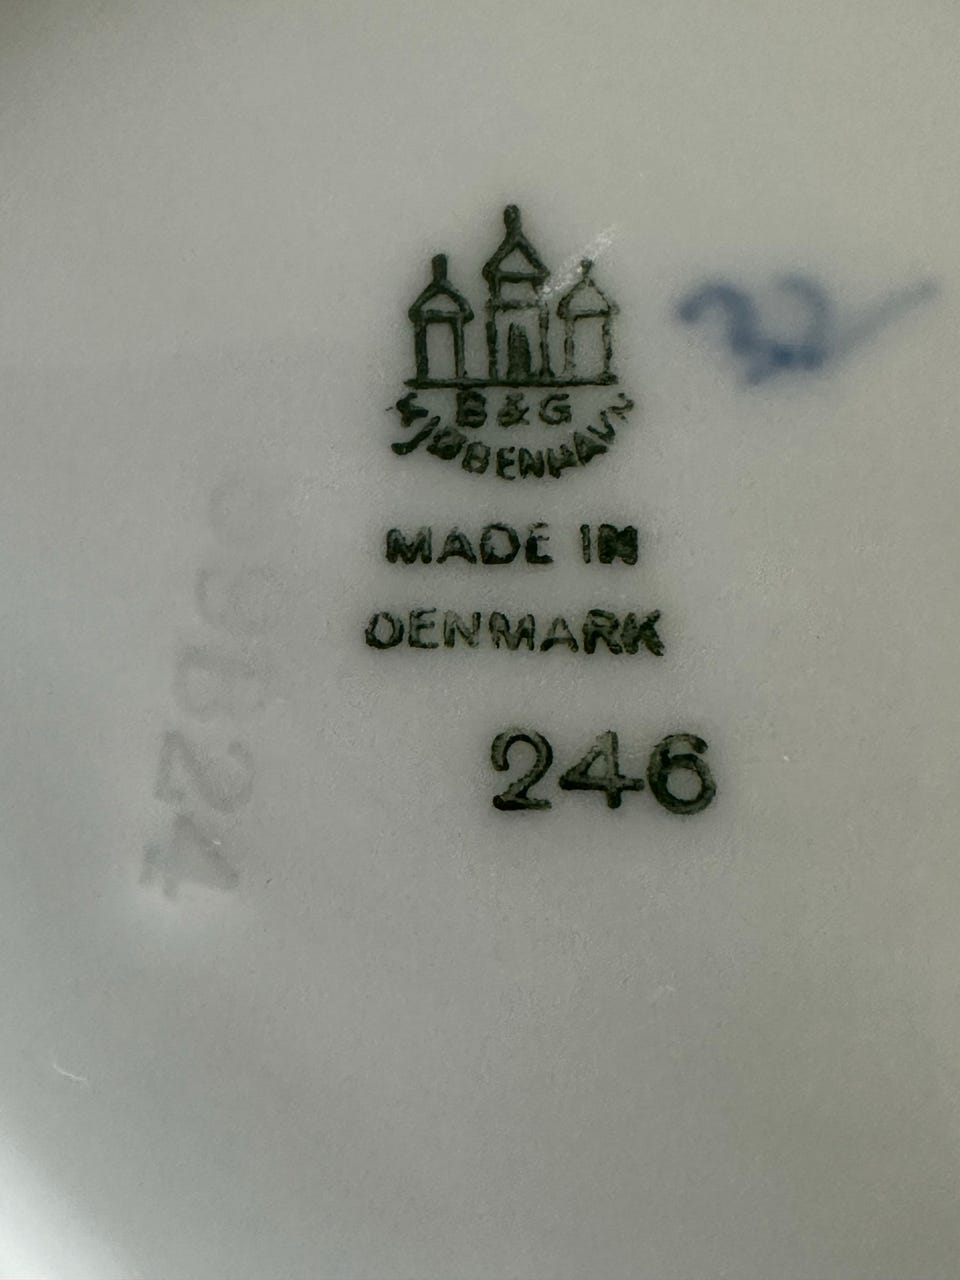 B & G
KJØBENHAVN
MADE IN
DENMARK
246